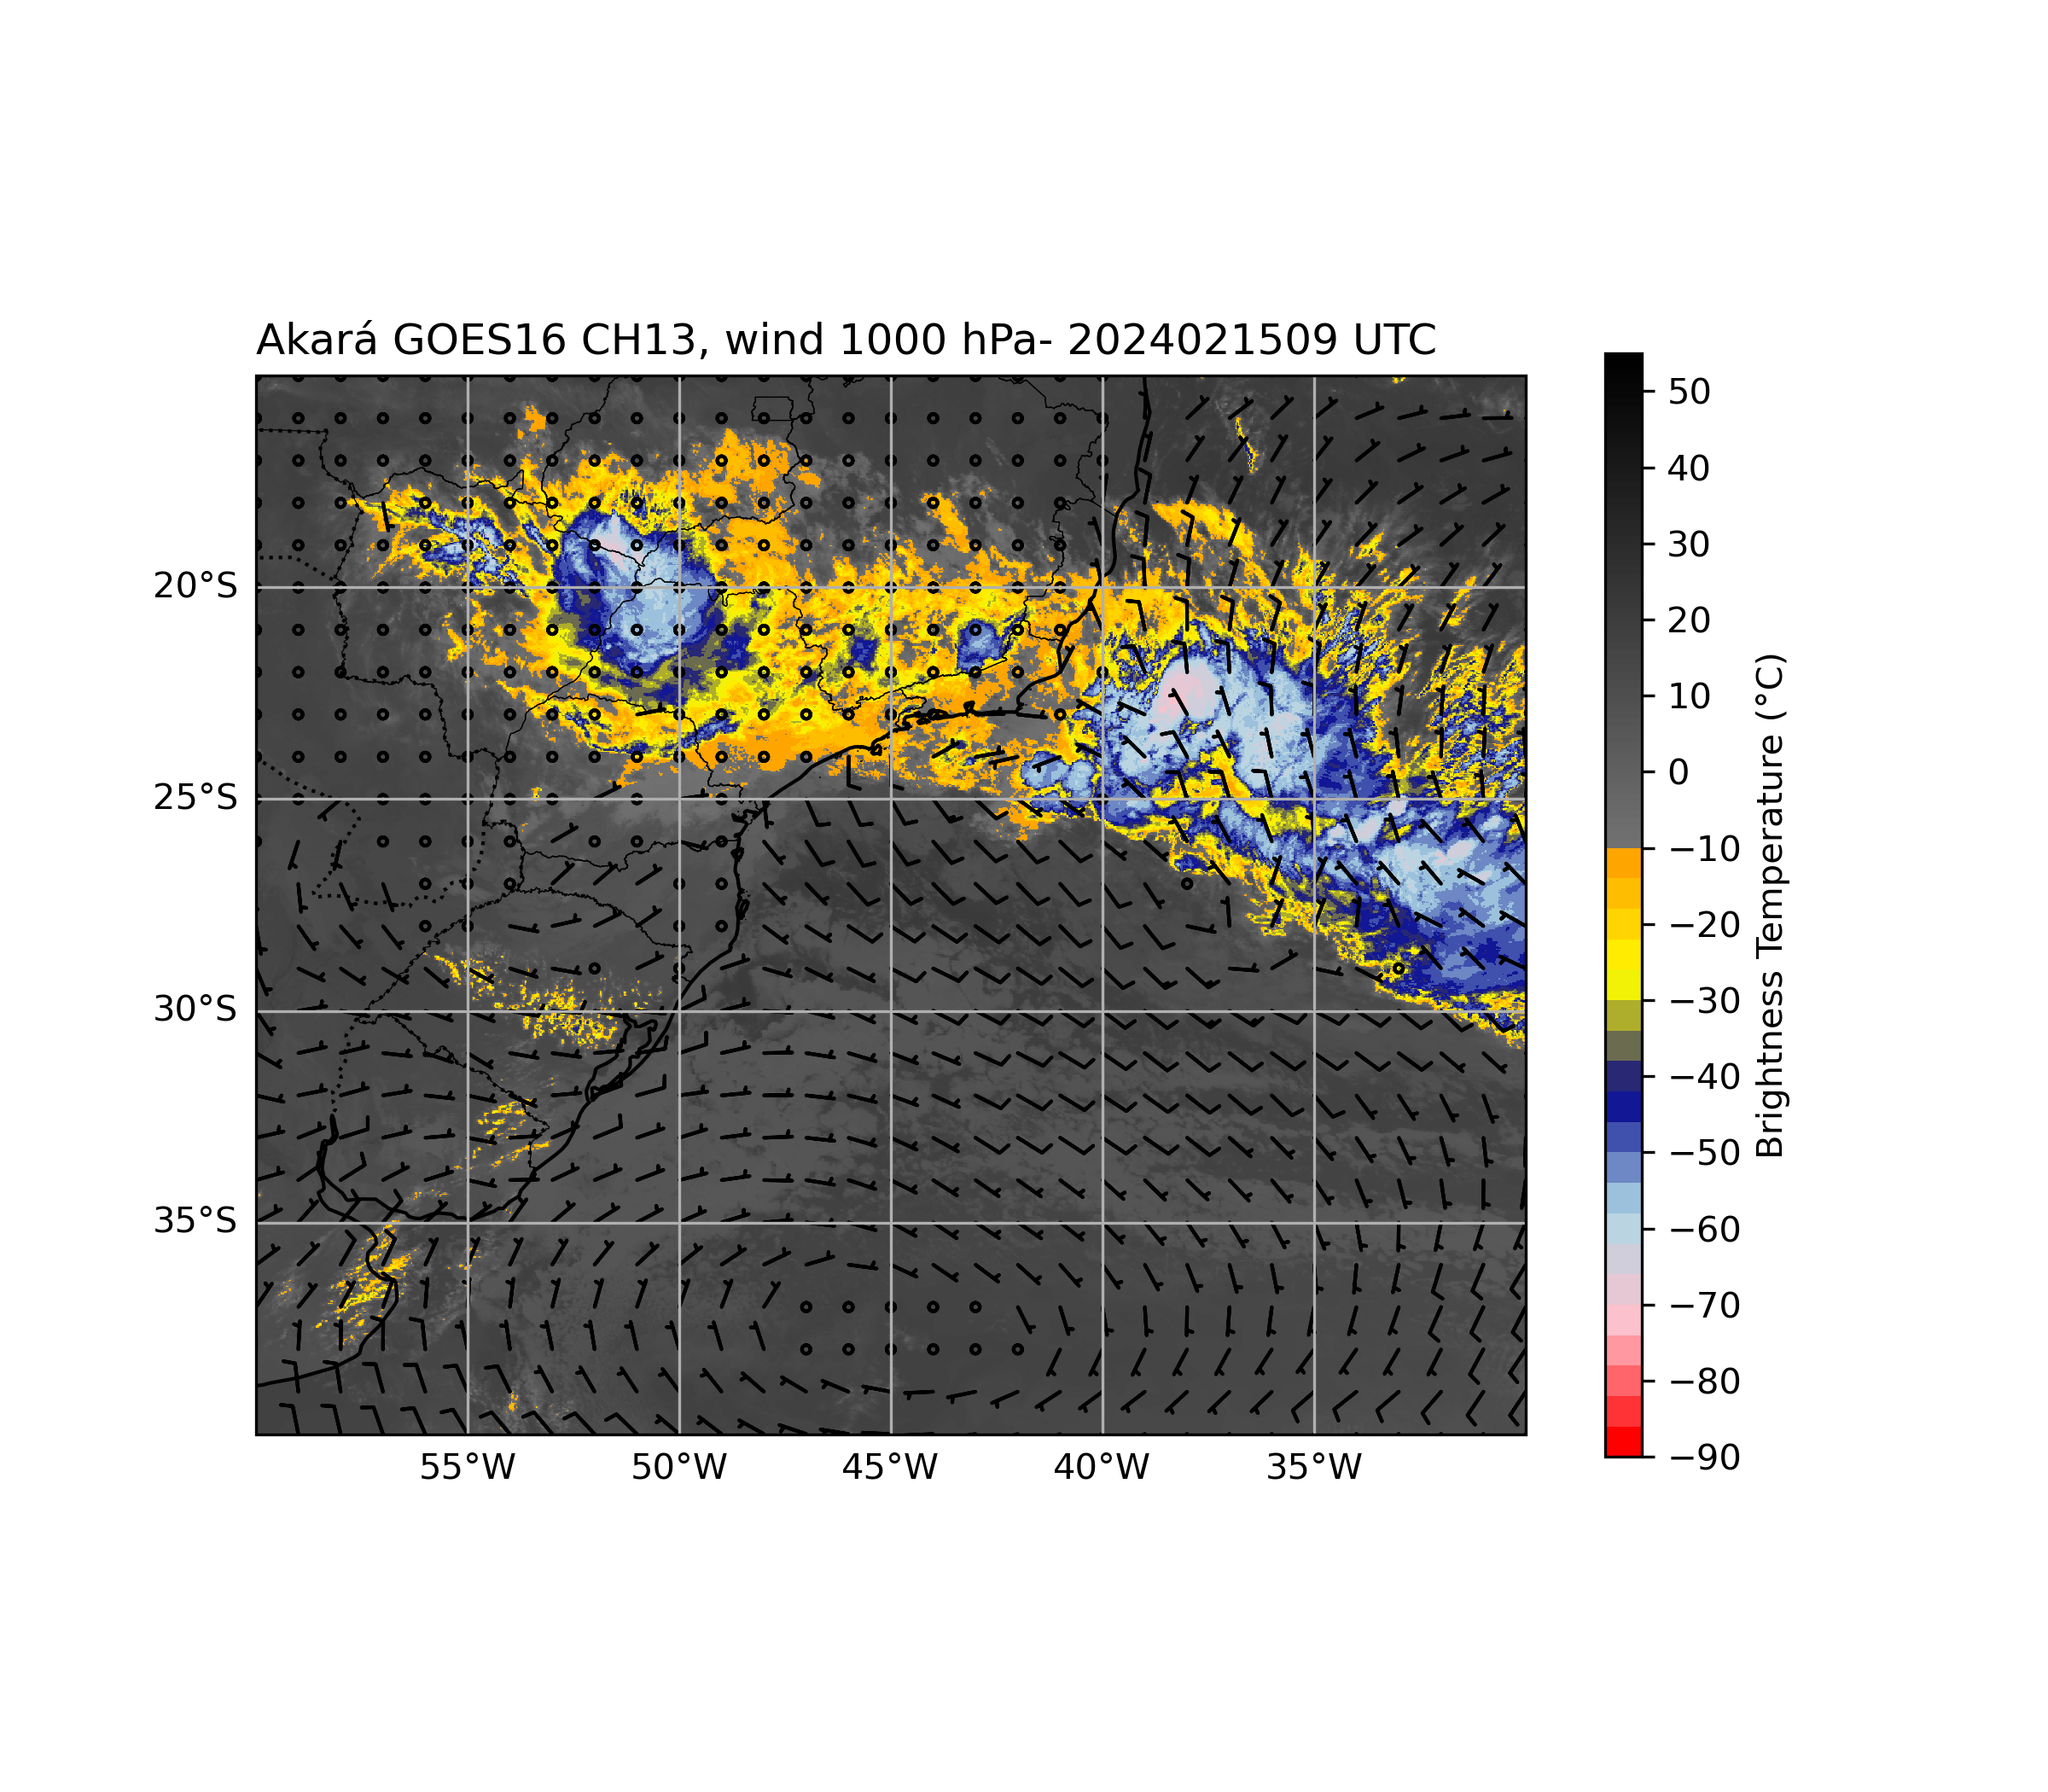 Akará GOES16 CH13, wind 1000 hPa- 2024021509 UTC
50
40
30
20
10
0
−10
−20
−30
−40
−50
−60
−70
−80
−90
Brightness Temperature (°C)
20°S
25°S
30°S
35°S
55°W
50°W
45°W
40°W
35°W